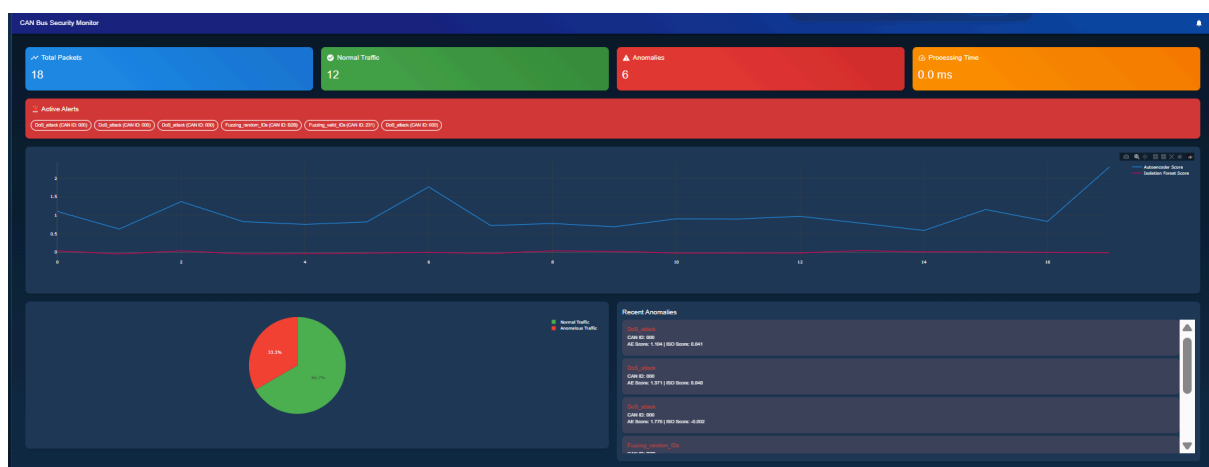 CAN Bus Security Monitor
Total Packets
18
Normal Traffic
12
Anomalies
6
Processing Time
0.0 ms
Active Alerts
DoS_attack (CAN ID: 000) DoS_attack (CAN ID: 000) DoS_attack (CAN ID: 000) Fuzzing_random_IDs (CAN ID: Fuzzing_valid_IDs (CAN ID: DoS_attack (CAN ID: 000)
Autoencoder Score
Isolation Forest Score
2
1.5
1
0.5
0
0 2 4 6 8 10 12 14 16
Normal Traffic
Anomalous Traffic
33.3%
66.7%
Recent Anomalies
DoS_attack
CAN ID: 000
AE Score: 1.104 | ISO Score: 0.041
DoS_attack
CAN ID: 000
AE Score: 1.371 | ISO Score: 0.040
DoS_attack
CAN ID: 000
AE Score: 1.770 | ISO Score: -0.002
Fuzzing_random_IDs